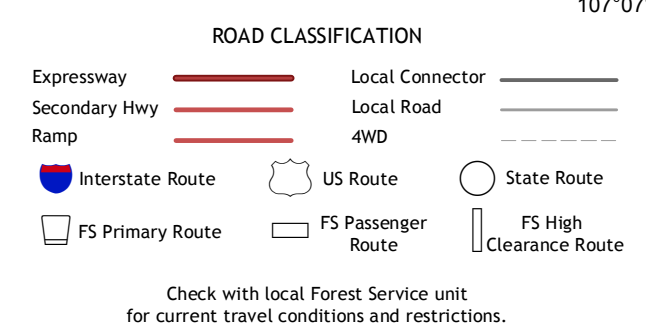 107°07'
ROAD CLASSIFICATION
Expressway
Local Connector
Secondary Hwy
Local Road
Ramp
4WD
Interstate Route
US Route
State Route
FS Primary Route
FS Passenger
Route
FS High
Clearance Route
Check with local Forest Service unit
for current travel conditions and restrictions.